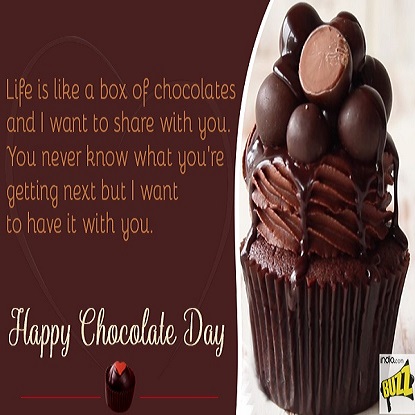 Life is like a box of chocolates
and I want to share with you.
You never know what you're
getting next but I want
to have it with you.
Happy Chocolate Day
india.com
BUZZ